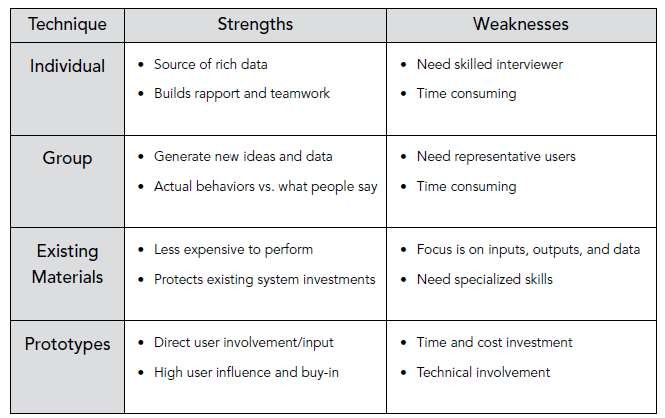 Technique Strengths Weaknesses
Individual • Source of rich data • Need skilled interviewer
• Builds rapport and teamwork • Time consuming
Group • Generate new ideas and data • Need representative users
• Actual behaviors vs. what people say • Time consuming
Existing • Less expensive to perform • Focus is on inputs, outputs, and data
Materials • Protects existing system investments • Need specialized skills
Prototypes • Direct user involvement/input • Time and cost investment
• High user influence and buy-in • Technical involvement